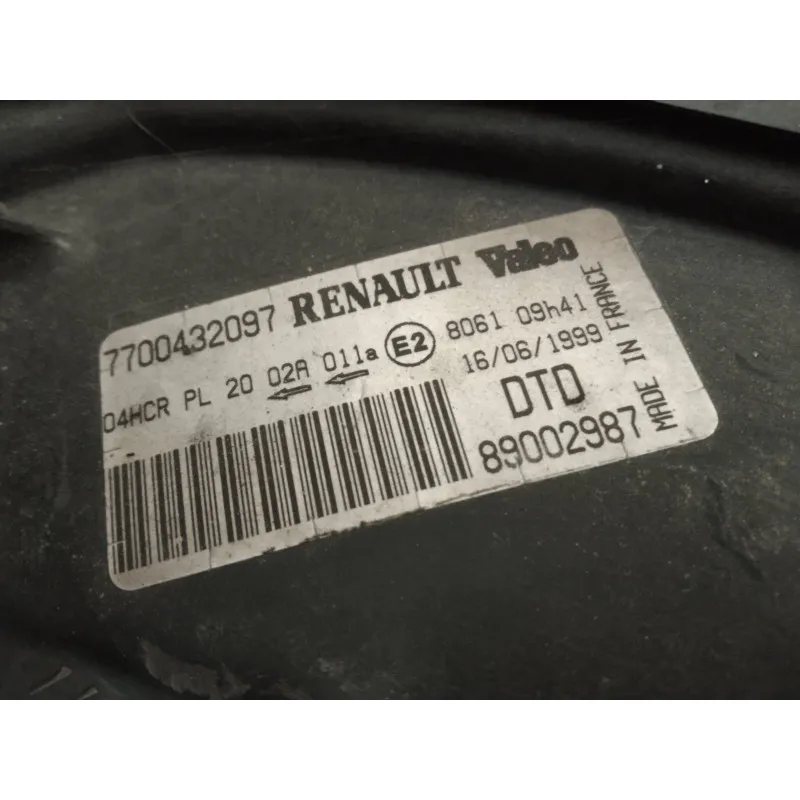 7700432097 RENAULT Valeo
04HCR PL 20 02A 011a E2 8061 09h41
16/06/1999
DTD
89002987
MADE IN FRANCE